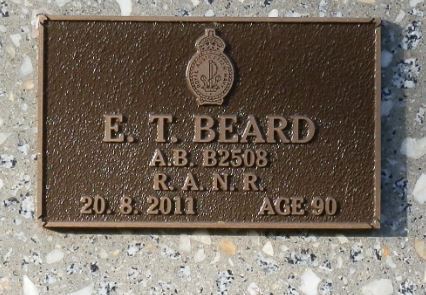 E. T. BEARD
A.B. B2508
R. A. N. R.
20. 8. 2011 AGE 90